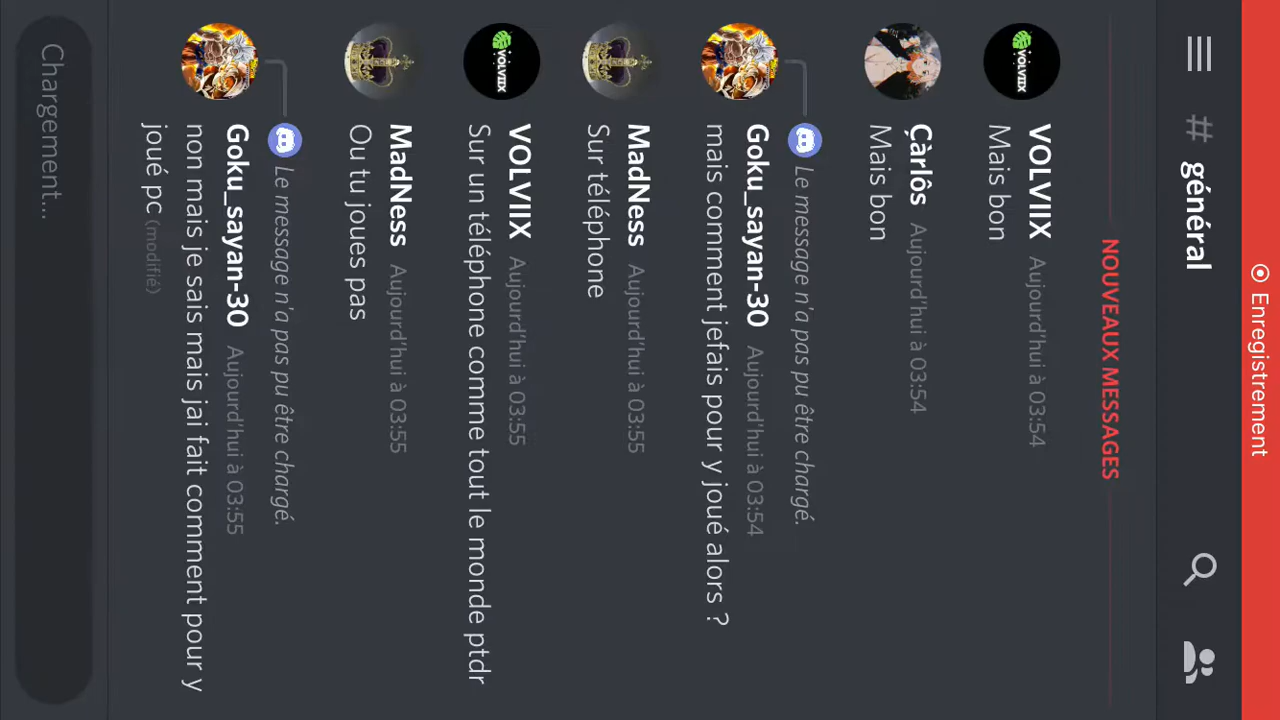 Enregistrement
# général
NOUVEAUX MESSAGES
VOLVIIX Aujourd'hui à 03:54
Mais bon
Çàrlôs Aujourd'hui à 03:54
Mais bon
Le message n'a pas pu être chargé.
Goku_sayan-30 Aujourd'hui à 03:54
mais comment jefais pour y joué alors ?
MadNess Aujourd'hui à 03:55
Sur téléphone
VOLVIIX Aujourd'hui à 03:55
Sur un téléphone comme tout le monde ptdr
MadNess Aujourd'hui à 03:55
Ou tu joues pas
Le message n'a pas pu être chargé.
Goku_sayan-30 Aujourd'hui à 03:55
non mais je sais mais jai fait comment pour y
joué pc (modifié)
Chargement...
VOLVIIX
VOLVIIX